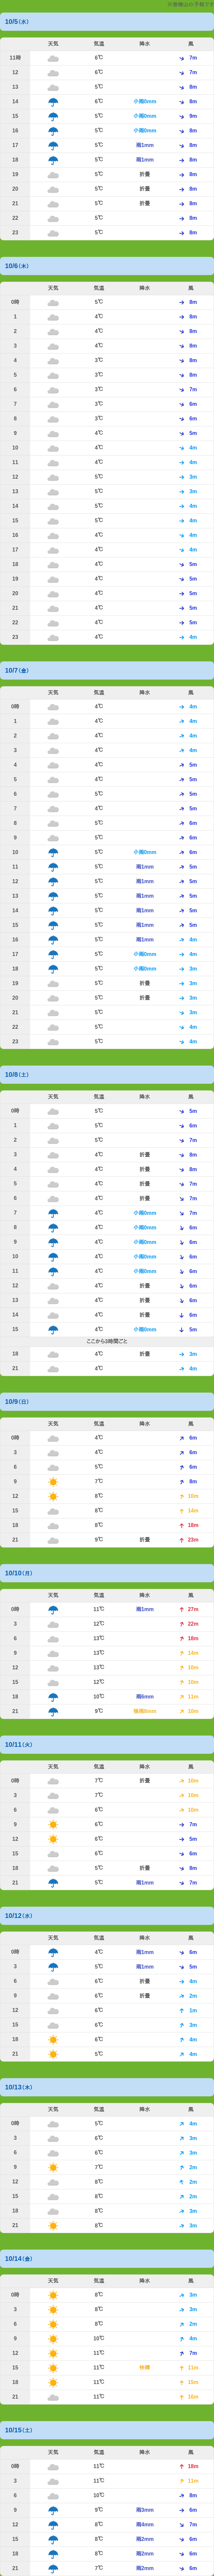 10/5(水)
天気 気温 降水 風
11時 6℃ 7m
12 6℃ 7m
13 5℃ 8m
14 6℃ 小雨0mm 8m
15 5℃ 小雨0mm 9m
16 5℃ 小雨0mm 8m
17 5℃ 雨1mm 8m
18 5℃ 雨1mm 8m
19 5℃ 折畳 8m
20 5℃ 折畳 8m
21 5℃ 折畳 8m
22 5℃ 8m
23 5℃ 8m
10/6(木)
天気 気温 降水 風
0時 5℃ 8m
1 4℃ 8m
2 4℃ 8m
3 4℃ 8m
4 3℃ 8m
5 3℃ 8m
6 3℃ 7m
7 3℃ 6m
8 3℃ 6m
9 4℃ 5m
10 4℃ 4m
11 4℃ 4m
12 5℃ 3m
13 5℃ 3m
14 5℃ 4m
15 5℃ 4m
16 4℃ 4m
17 4℃ 4m
18 4℃ 5m
19 4℃ 5m
20 4℃ 5m
21 4℃ 5m
22 4℃ 5m
23 4℃ 4m
10/7(金)
天気 気温 降水 風
0時 4℃ 4m
1 4℃ 4m
2 4℃ 4m
3 4℃ 4m
4 4℃ 5m
5 4℃ 5m
6 5℃ 5m
7 4℃ 5m
8 5℃ 6m
9 5℃ 6m
10 5℃ 小雨0mm 6m
11 5℃ 雨1mm 5m
12 5℃ 雨1mm 5m
13 5℃ 雨1mm 5m
14 5℃ 雨1mm 5m
15 5℃ 雨1mm 5m
16 5℃ 雨1mm 4m
17 5℃ 小雨0mm 4m
18 5℃ 小雨0mm 3m
19 5℃ 折畳 3m
20 5℃ 折畳 3m
21 5℃ 3m
22 5℃ 4m
23 5℃ 4m
10/8(土)
天気 気温 降水 風
0時 5℃ 5m
1 5℃ 6m
2 5℃ 7m
3 4℃ 折畳 8m
4 4℃ 折畳 8m
5 4℃ 折畳 7m
6 4℃ 折畳 7m
7 4℃ 小雨0mm 7m
8 4℃ 小雨0mm 6m
9 4℃ 小雨0mm 6m
10 4℃ 小雨0mm 6m
11 4℃ 小雨0mm 6m
12 4℃ 折畳 6m
13 4℃ 折畳 6m
14 4℃ 折畳 6m
15 4℃ 小雨0mm 5m
ここから3時間ごと
18 4℃ 折畳 3m
21 4℃ 4m
10/9(日)
天気 気温 降水 風
0時 4℃ 6m
3 4℃ 6m
6 5℃ 6m
9 7℃ 8m
12 8℃ 10m
15 8℃ 14m
18 8℃ 18m
21 9℃ 折畳 23m
10/10(月)
天気 気温 降水 風
0時 11℃ 雨1mm 27m
3 12℃ 22m
6 13℃ 18m
9 13℃ 14m
12 13℃ 10m
15 12℃ 10m
18 10℃ 雨6mm 11m
21 9℃ 10m
10/11(火)
天気 気温 降水 風
0時 7℃ 折畳 10m
3 7℃ 10m
6 6℃ 10m
9 6℃ 7m
12 6℃ 5m
15 6℃ 6m
18 5℃ 折畳 8m
21 5℃ 雨1mm 7m
10/12(水)
天気 気温 降水 風
0時 4℃ 雨1mm 6m
3 5℃ 雨1mm 5m
6 6℃ 折畳 4m
9 6℃ 折畳 2m
12 6℃ 1m
15 6℃ 3m
18 6℃ 4m
21 5℃ 4m
10/13(木)
天気 気温 降水 風
0時 5℃ 4m
3 6℃ 3m
6 6℃ 3m
9 7℃ 2m
12 8℃ 2m
15 8℃ 2m
18 8℃ 3m
21 8℃ 3m
10/14(金)
天気 気温 降水 風
0時 8℃ 3m
3 8℃ 3m
6 8℃ 2m
9 10℃ 4m
12 11℃ 7m
15 11℃ 11m
18 11℃ 15m
21 11℃ 16m
10/15(土)
天気 気温 降水 風
0時 11℃ 18m
3 11℃ 11m
6 10℃ 8m
9 9℃ 雨3mm 6m
12 8℃ 雨4mm 7m
15 8℃ 雨2mm 6m
18 8℃ 雨2mm 6m
21 7℃ 雨2mm 6m